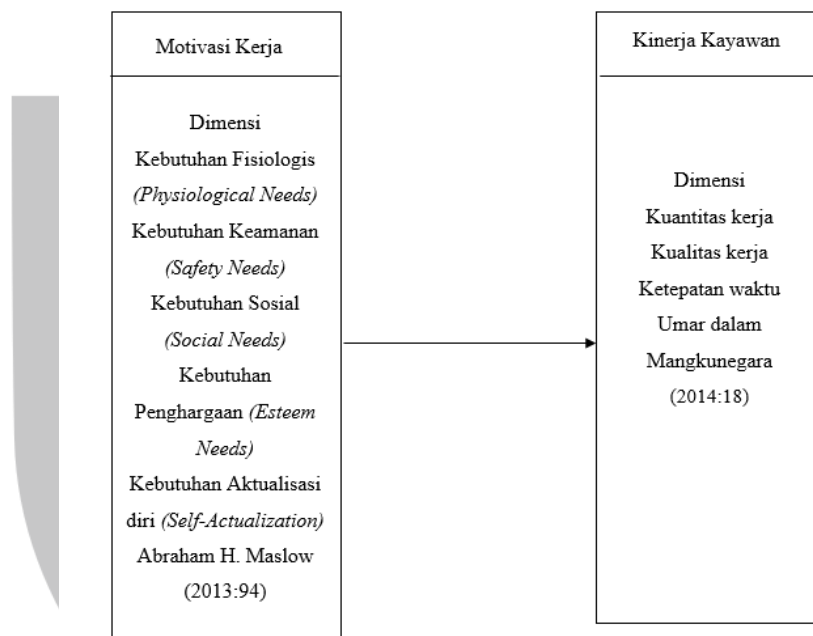 Motivasi Kerja
Dimensi
Kebutuhan Fisiologis
(Physiological Needs)
Kebutuhan Keamanan
(Safety Needs)
Kebutuhan Sosial
(Social Needs)
Kebutuhan
Penghargaan (Esteem
Needs)
Kebutuhan Aktualisasi
diri (Self-Actualization)
Abraham H. Maslow
(2013:94)
Kinerja Kayawan
Dimensi
Kuantitas kerja
Kualitas kerja
Ketepatan waktu
Umar dalam
Mangkunegara
(2014:18)